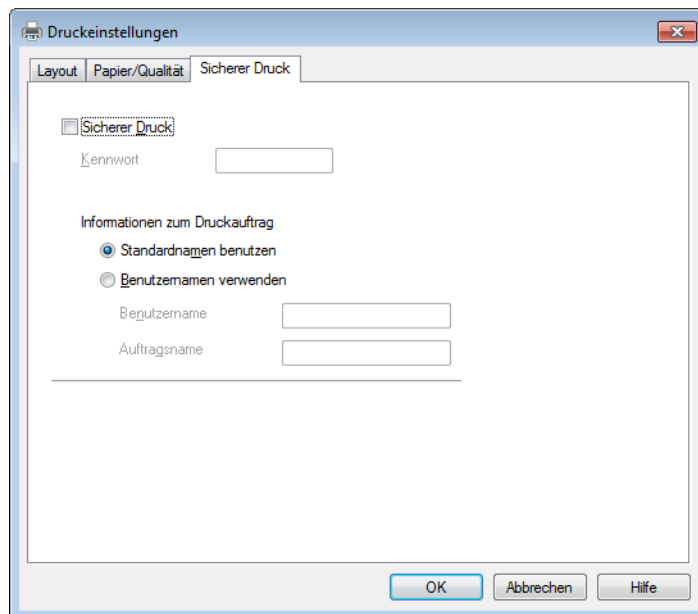 Druckeinstellungen
Layout Papier/Qualität Sicherer Druck
Sicherer Druck
Kennwort
Informationen zum Druckauftrag
Standardnamen benutzen
Benutzernamen verwenden
Benutzername
Auftragsname
OK Abbrechen Hilfe